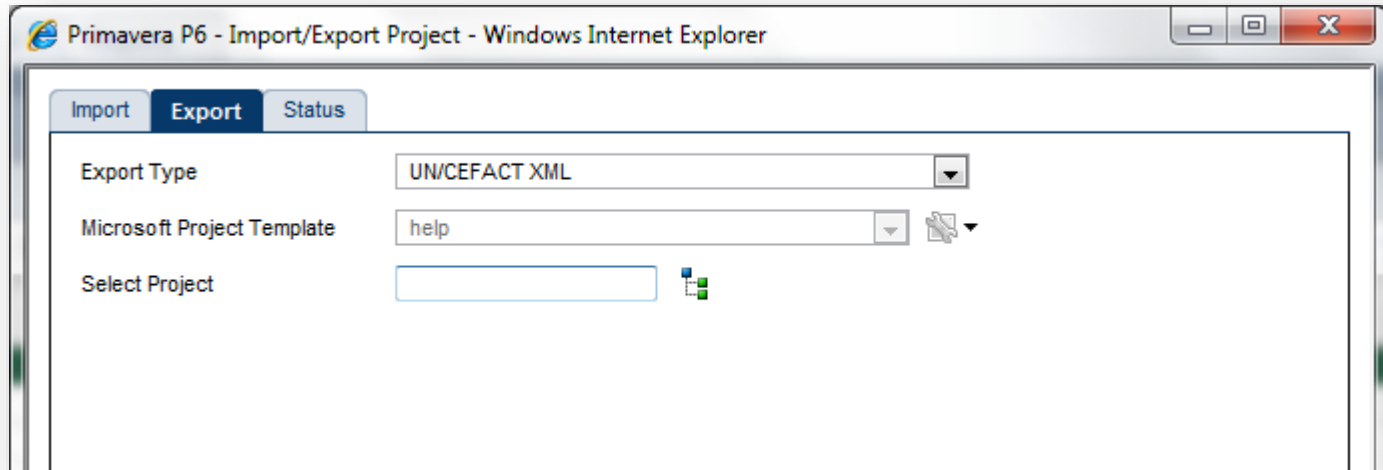 Primavera P6 - Import/Export Project - Windows Internet Explorer
Import Export Status
Export Type UN/CEFACT XML
Microsoft Project Template help
Select Project